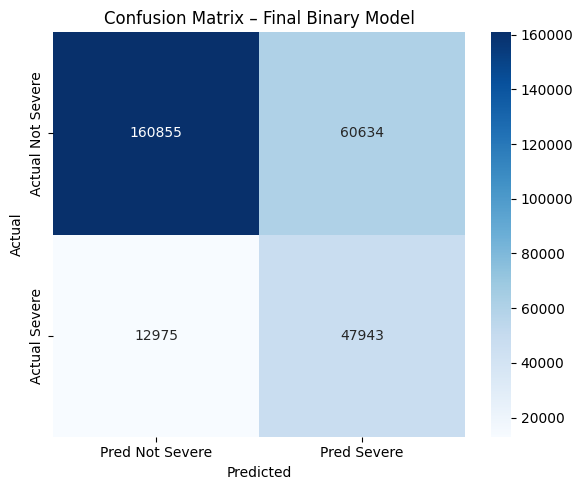 Confusion Matrix – Final Binary Model
Actual
Actual Not Severe
Actual Severe
160855 60634
12975 47943
Pred Not Severe Pred Severe
Predicted
160000
140000
120000
100000
80000
60000
40000
20000